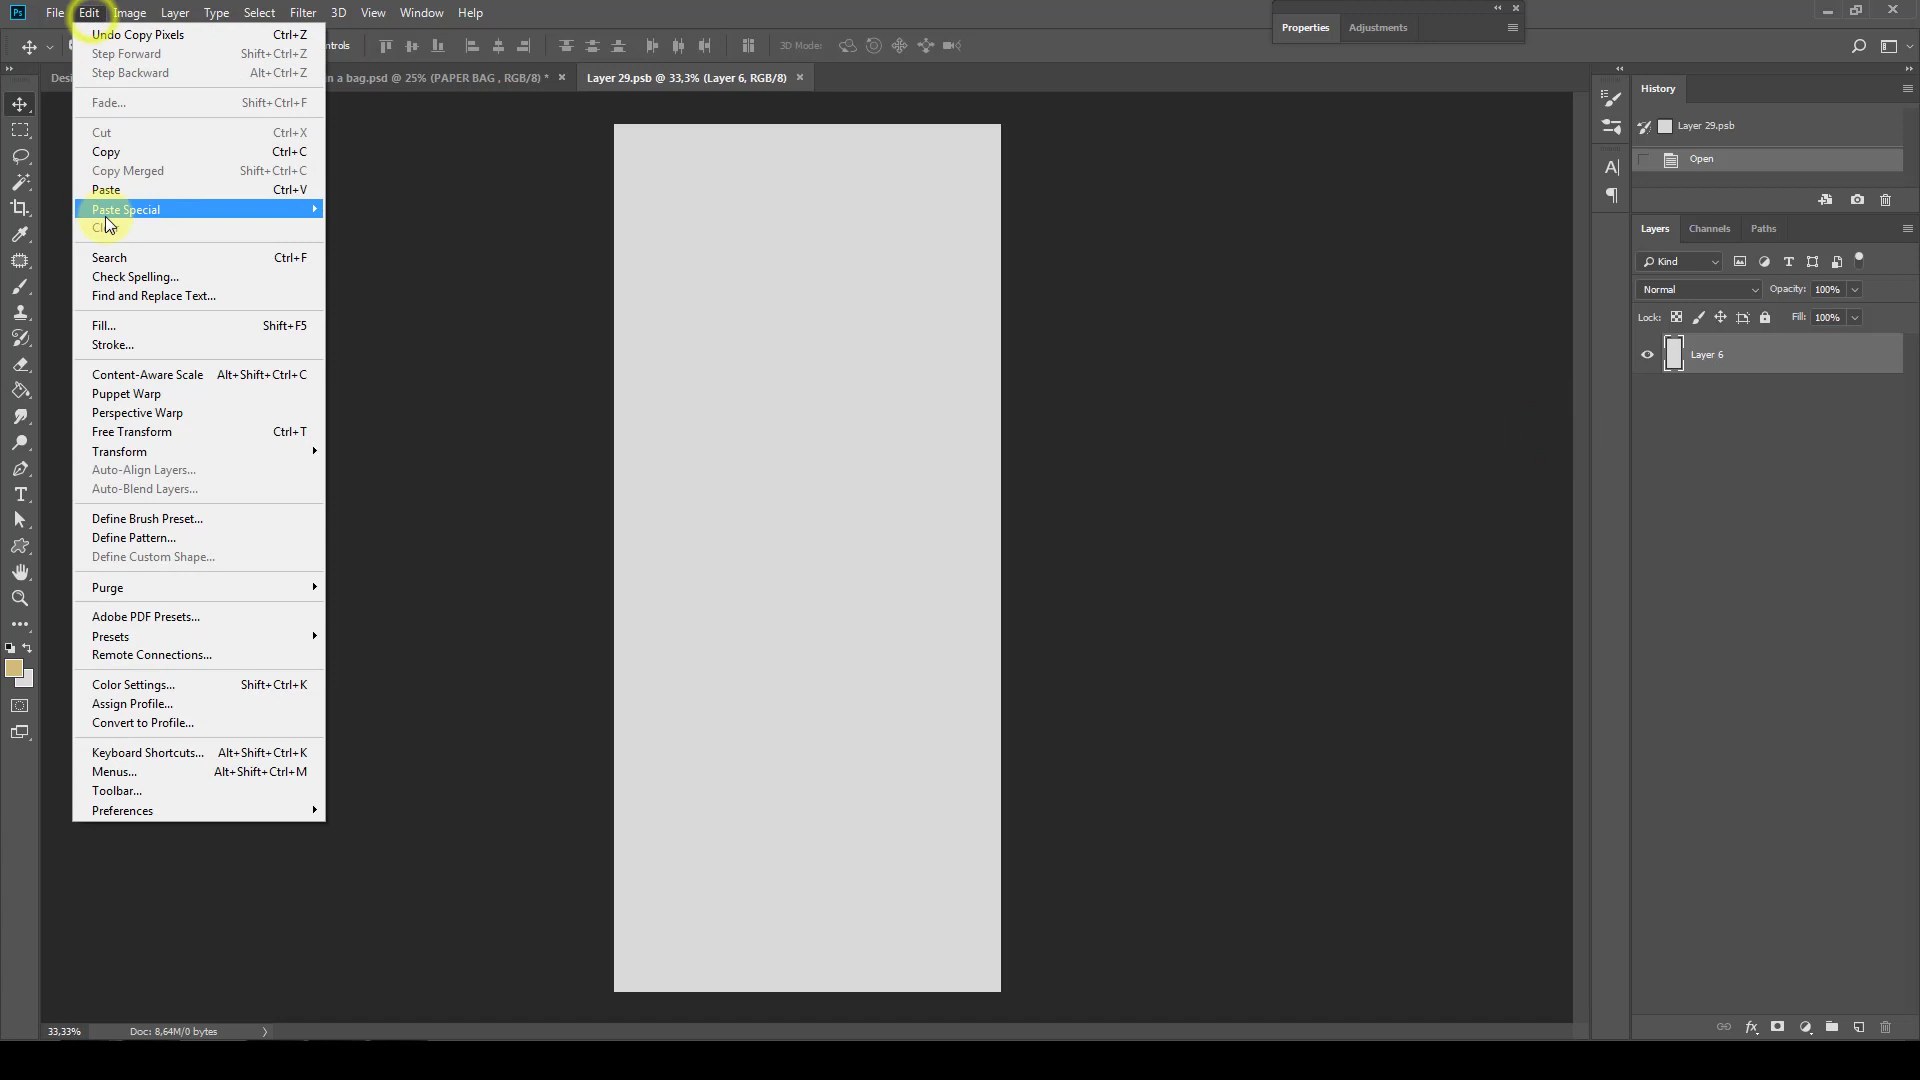 Ps File Edit Image Layer Type Select Filter 3D View Window Help
Properties Adjustments
3D Mode:
in a bag.psd @ 25% (PAPER BAG , RGB/8) * × Layer 29.psb @ 33,3% (Layer 6, RGB/8) ×
Undo Copy Pixels Ctrl+Z
Step Forward Shift+Ctrl+Z
Step Backward Alt+Ctrl+Z
Fade... Shift+Ctrl+F
Cut Ctrl+X
Copy Ctrl+C
Copy Merged Shift+Ctrl+C
Paste Ctrl+V
Paste Special
Search Ctrl+F
Check Spelling...
Find and Replace Text...
Fill... Shift+F5
Stroke...
Content-Aware Scale Alt+Shift+Ctrl+C
Puppet Warp
Perspective Warp
Free Transform Ctrl+T
Transform
Auto-Align Layers...
Auto-Blend Layers...
Define Brush Preset...
Define Pattern...
Define Custom Shape...
Purge
Adobe PDF Presets...
Presets
Remote Connections...
Color Settings... Shift+Ctrl+K
Assign Profile...
Convert to Profile...
Keyboard Shortcuts... Alt+Shift+Ctrl+K
Menus... Alt+Shift+Ctrl+M
Toolbar...
Preferences
History
Layer 29.psb
Open
Layers Channels Paths
Kind
Normal Opacity: 100%
Lock: Fill: 100%
Layer 6
33,33% Doc: 8,64M/0 bytes